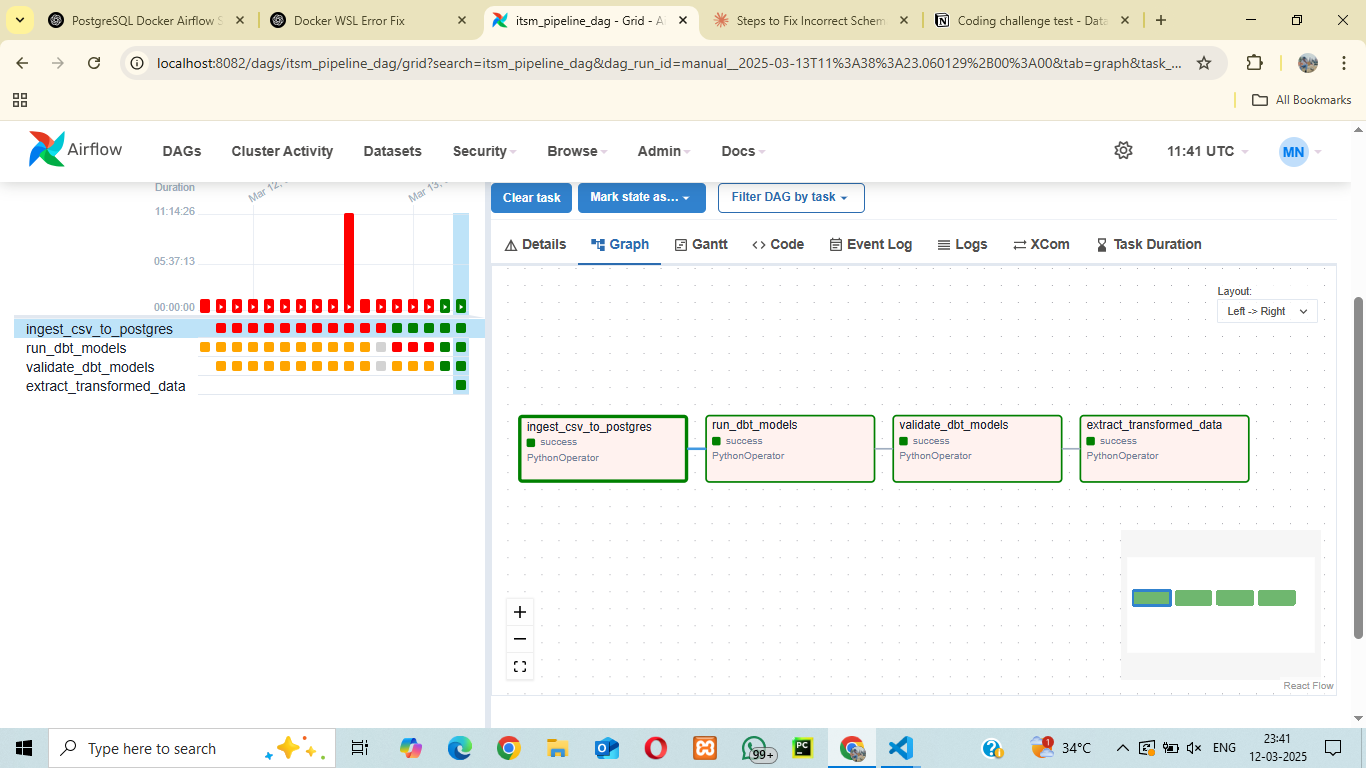 PostgreSQL Docker Airflow S
Docker WSL Error Fix
itsm_pipeline_dag - Grid - Ai
Steps to Fix Incorrect Schem
Coding challenge test - Data
localhost:8082/dags/itsm_pipeline_dag/grid?search=itsm_pipeline_dag&dag_run_id=manual__2025-03-13T11%3A38%3A23.060129%2B00%3A00&tab=graph&task_...
All Bookmarks
Airflow
DAGs
Cluster Activity
Datasets
Security
Browse
Admin
Docs
11:41 UTC
MN
Duration
Mar 12,
Mar 13,
11:14:26
05:37:13
00:00:00
ingest_csv_to_postgres
run_dbt_models
validate_dbt_models
extract_transformed_data
Clear task
Mark state as...
Filter DAG by task
Details
Graph
Gantt
Code
Event Log
Logs
XCom
Task Duration
Layout:
Left -> Right
ingest_csv_to_postgres
success
PythonOperator
run_dbt_models
success
PythonOperator
validate_dbt_models
success
PythonOperator
extract_transformed_data
success
PythonOperator
React Flow
Type here to search
99+
PC
1
34°C
ENG
23:41
12-03-2025